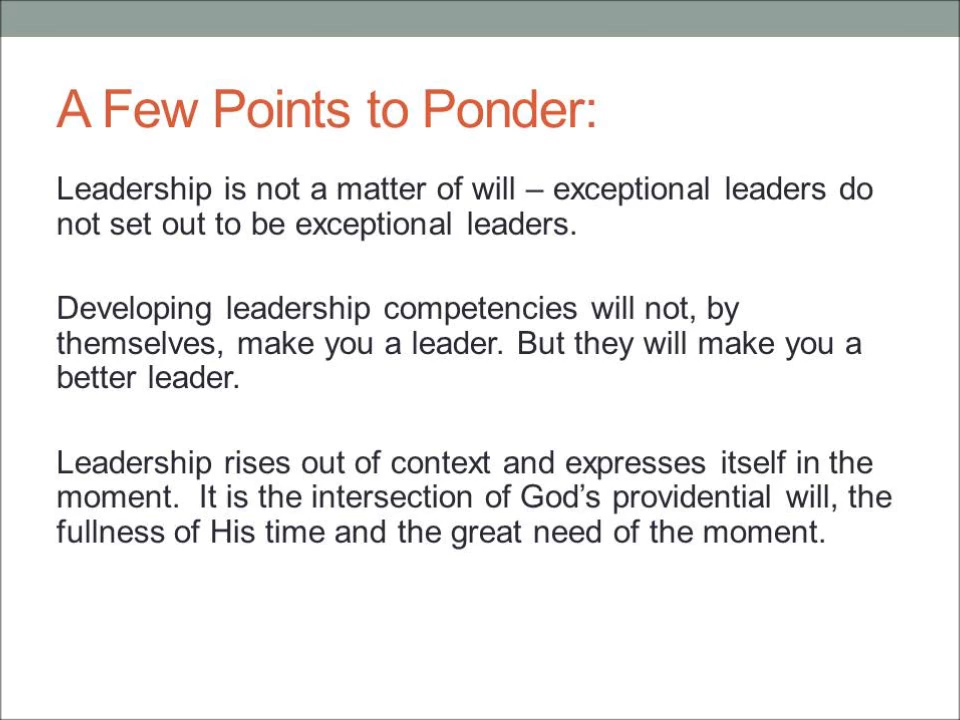 A Few Points to Ponder:
Leadership is not a matter of will – exceptional leaders do
not set out to be exceptional leaders.
Developing leadership competencies will not, by
themselves, make you a leader. But they will make you a
better leader.
Leadership rises out of context and expresses itself in the
moment.  It is the intersection of God’s providential will, the
fullness of His time and the great need of the moment.